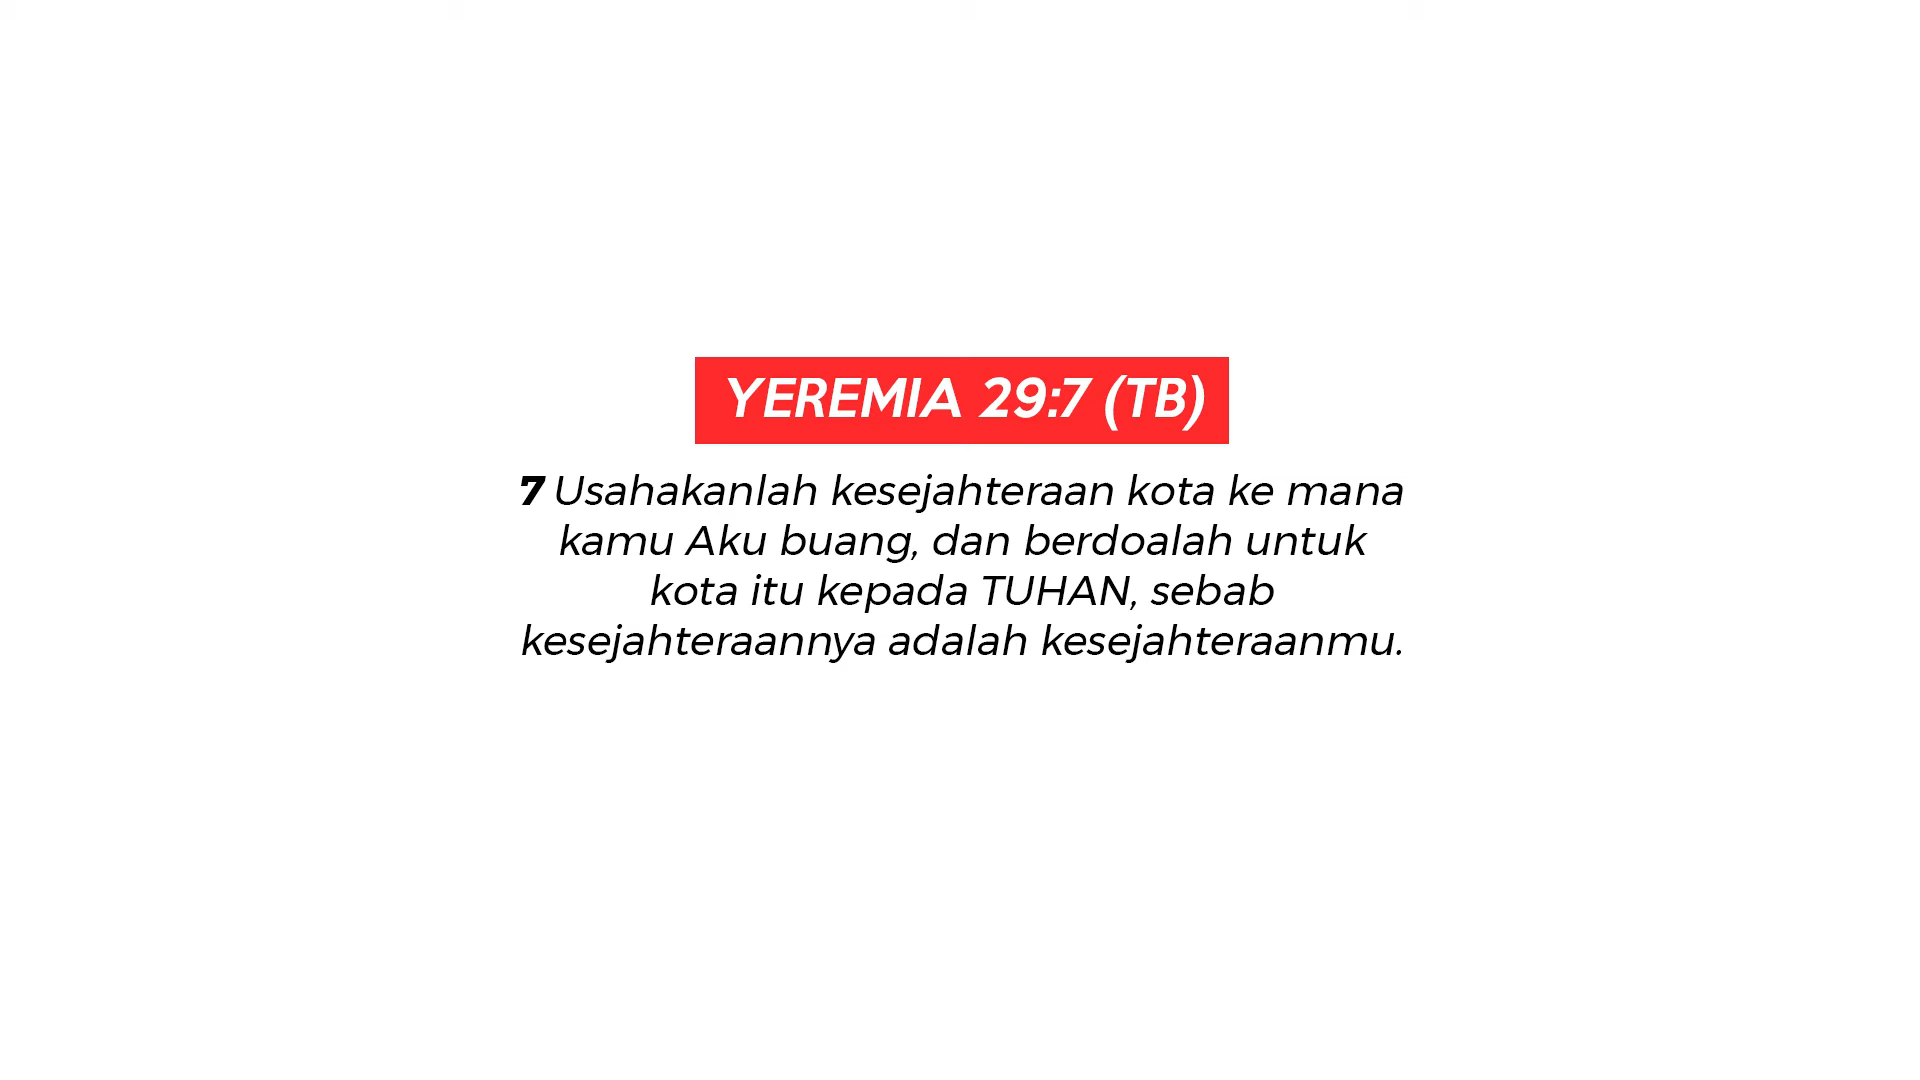 YEREMIA 29:7 (TB)
7 Usahakanlah kesejahteraan kota ke mana
kamu Aku buang, dan berdoalah untuk
kota itu kepada TUHAN, sebab
kesejahteraannya adalah kesejahteraanmu.